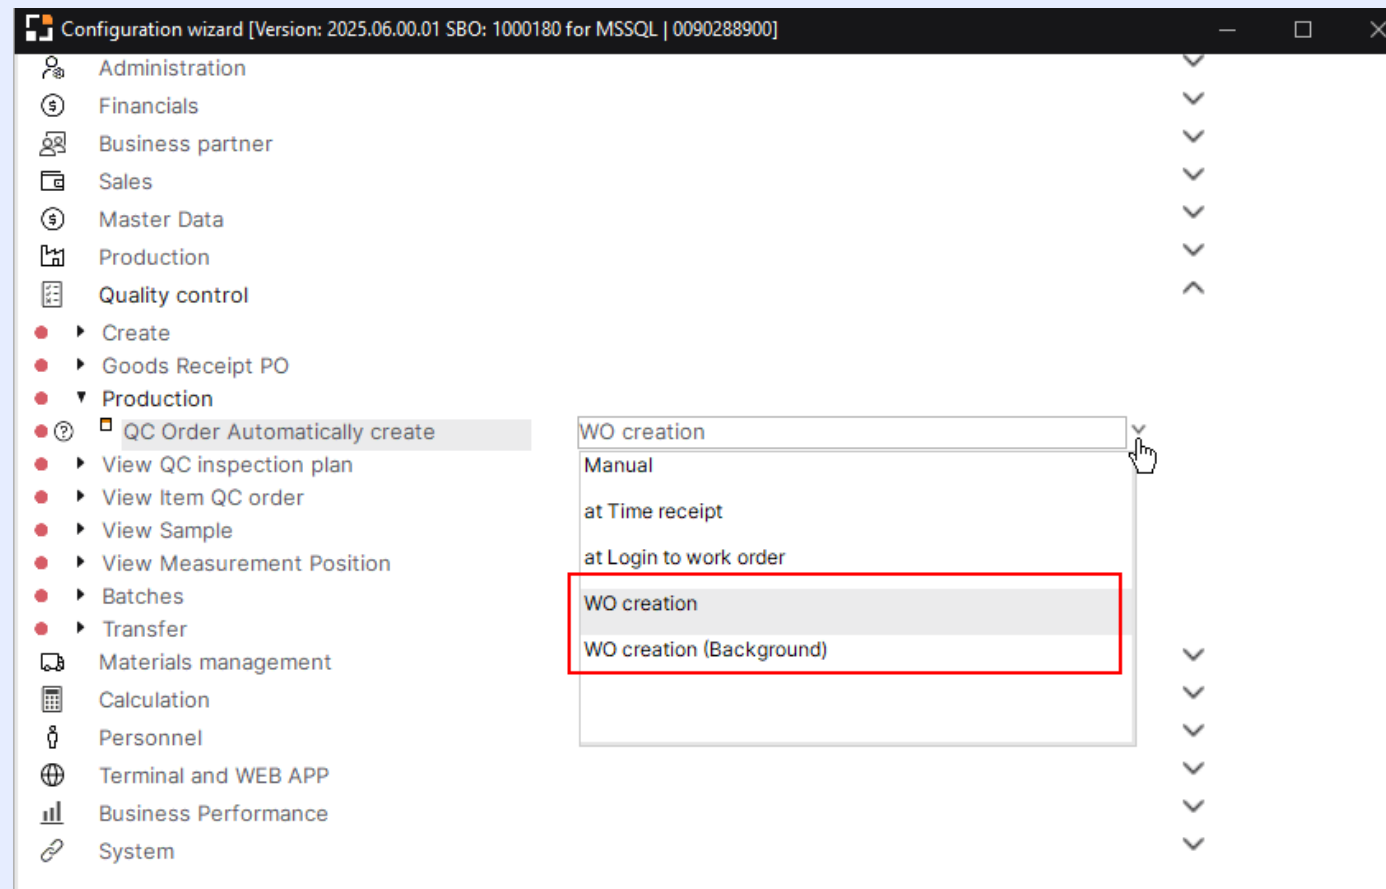 Configuration wizard [Version: 2025.06.00.01 SBO: 1000180 for MSSQL | 0090288900]
Administration
Financials
Business partner
Sales
Master Data
Production
Quality control
Create
Goods Receipt PO
Production
QC Order Automatically create
WO creation
View QC inspection plan
Manual
View Item QC order
at Time receipt
View Sample
View Measurement Position
at Login to work order
Batches
WO creation
Transfer
Materials management
WO creation (Background)
Calculation
Personnel
Terminal and WEB APP
Business Performance
System